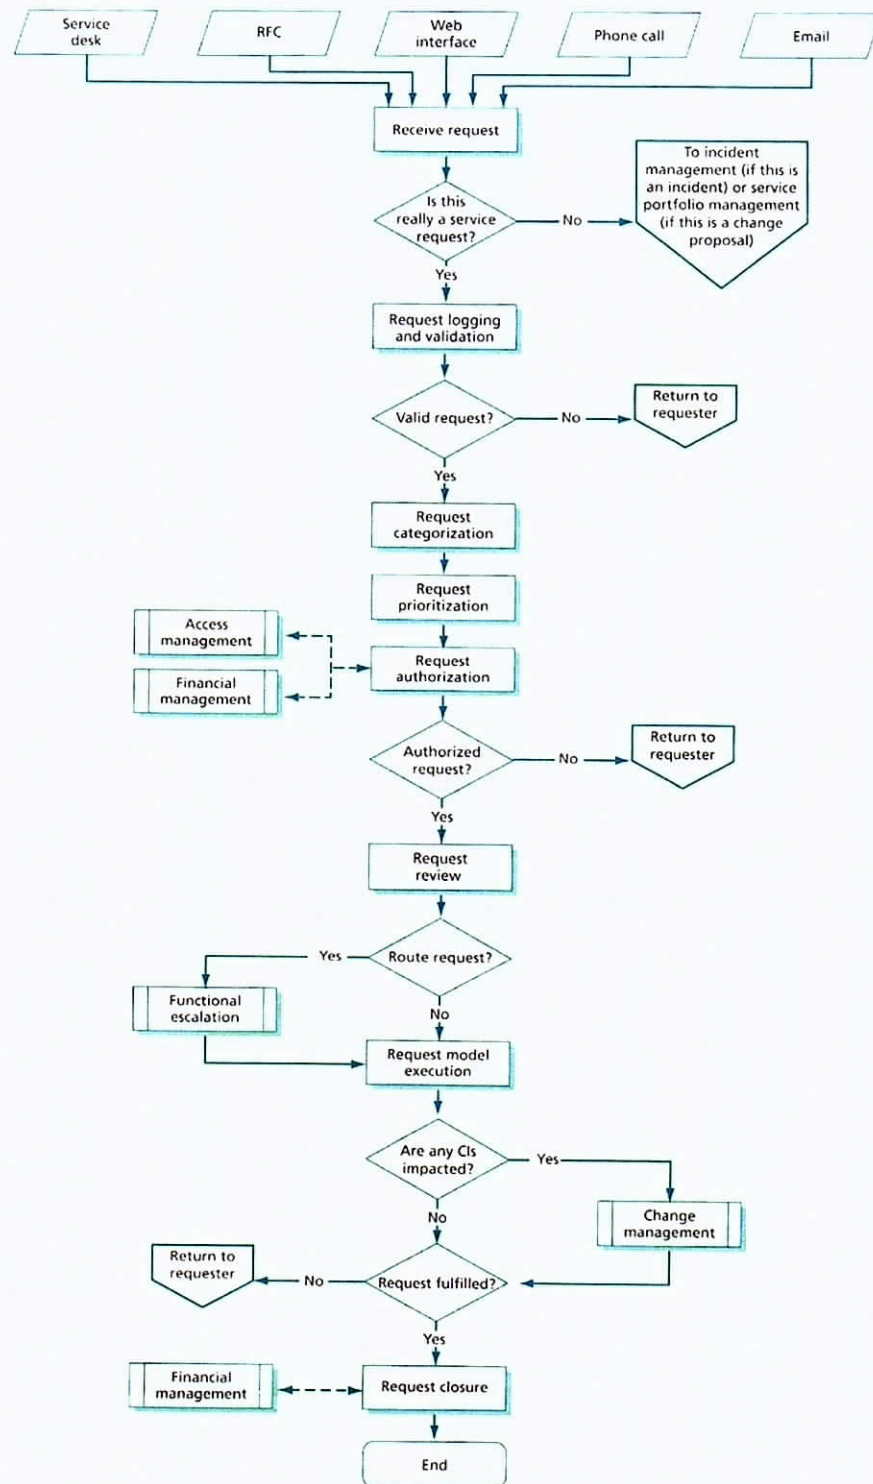 Service
desk
RFC
Web
interface
Phone call
Email
Receive request
Is this
really a service
request?
No
To incident
management (if this is
an incident) or service
portfolio management
(if this is a change
proposal)
Yes
Request logging
and validation
Valid request?
No
Return to
requester
Yes
Request
categorization
Request
prioritization
Access
management
Request
authorization
Financial
management
Authorized
request?
No
Return to
requester
Yes
Request
review
Yes
Route request?
Functional
escalation
No
Request model
execution
Are any CIs
impacted?
Yes
No
Change
management
Return to
requester
No
Request fulfilled?
Yes
Financial
management
Request closure
End